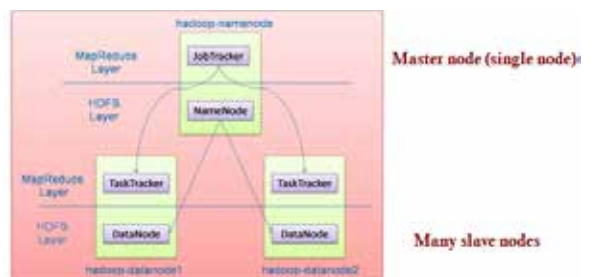 hadoop-namenode
MapReduce
Layer
JobTracker
Master node (single node)
HDFS
Layer
NameNode
MapReduce
Layer
TaskTracker
TaskTracker
HDFS
Layer
DataNode
DataNode
Many slave nodes
hadoop-datanode1
hadoop-datanode2